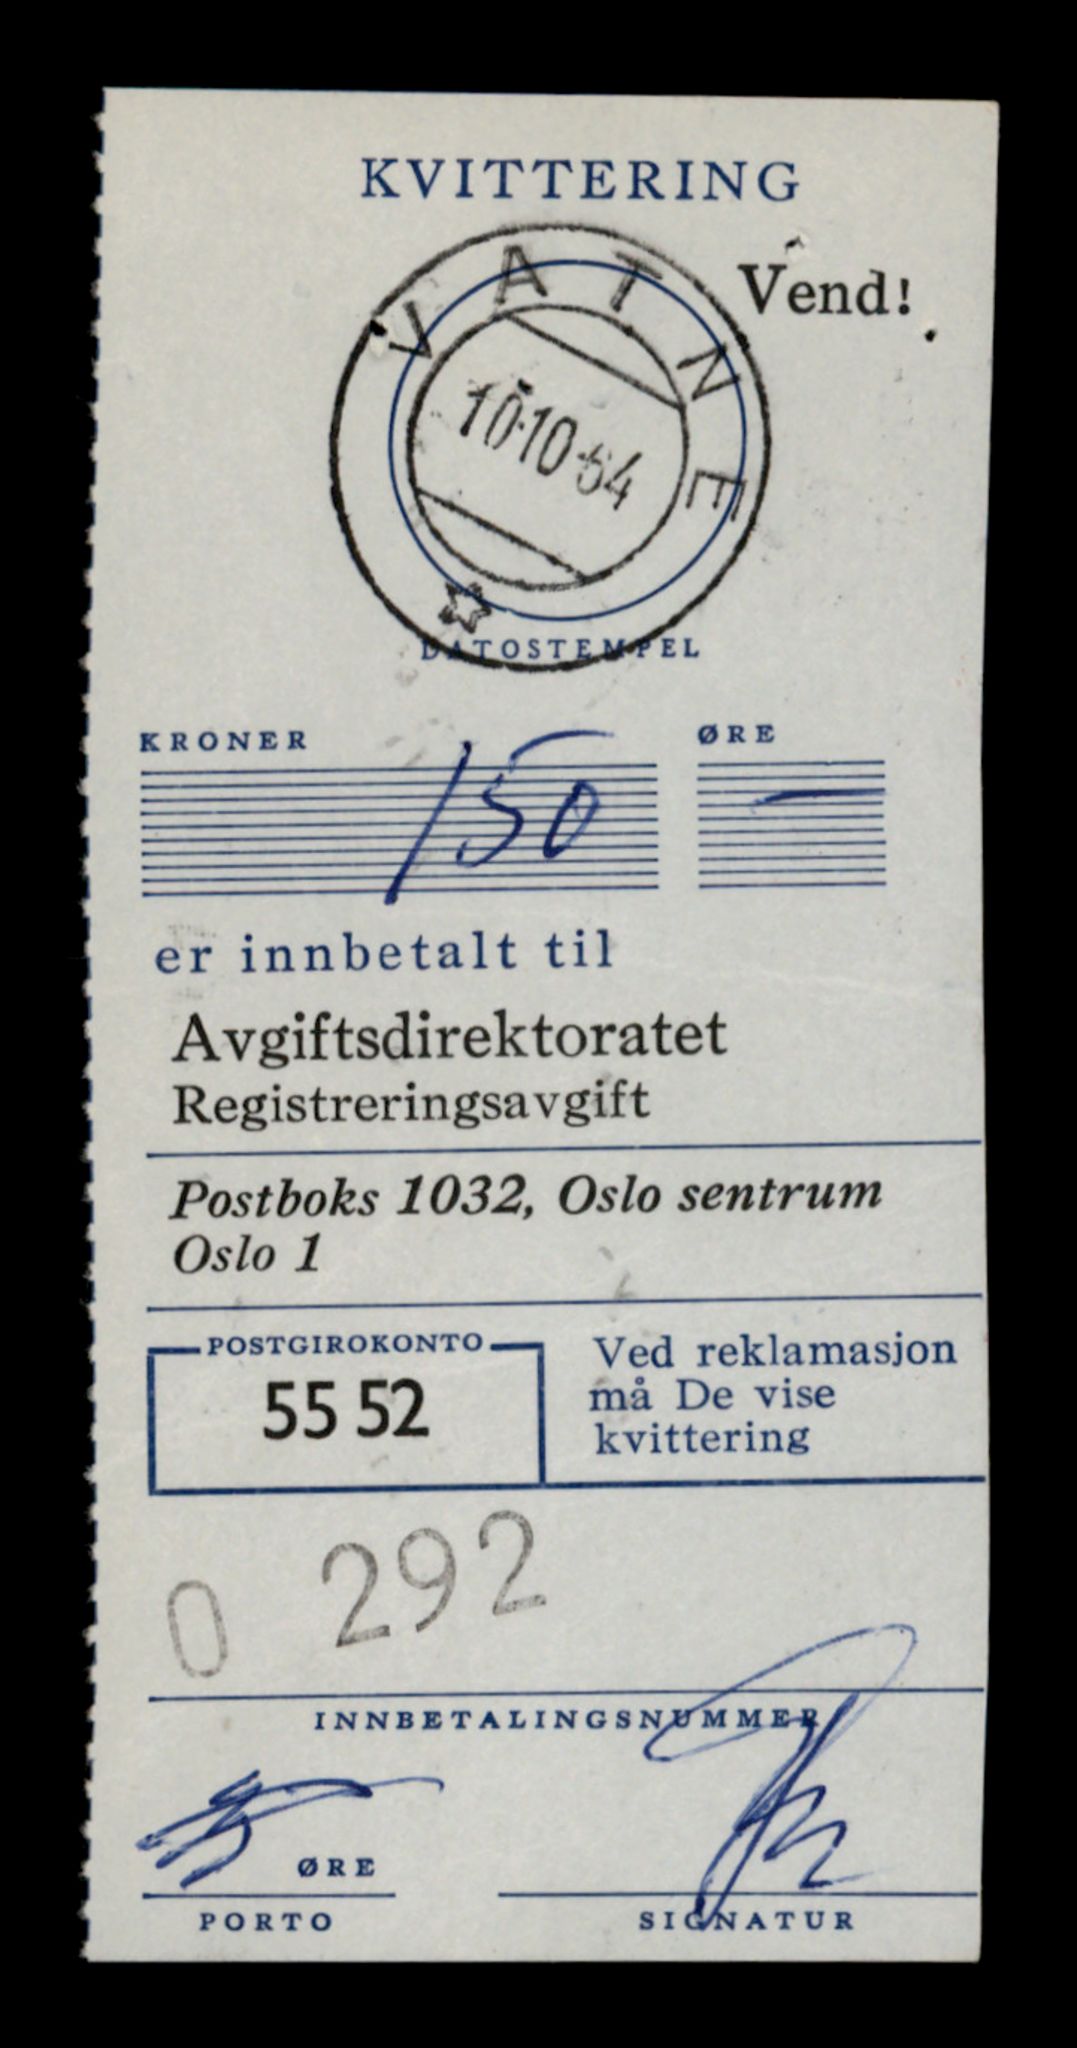 KVITTERING
Vend!
VATNE
10.10.64
DATOSTEMPEL
KRONER
ØRE
150 —
er innbetalt til
Avgiftsdirektoratet
Registreringsavgift
Postboks 1032, Oslo sentrum
Oslo 1
POSTGIROKONTO
55 52
Ved reklamasjon
må De vise
kvittering
0 292
INNBETALINGSNUMMER
ØRE
PORTO
SIGNATUR